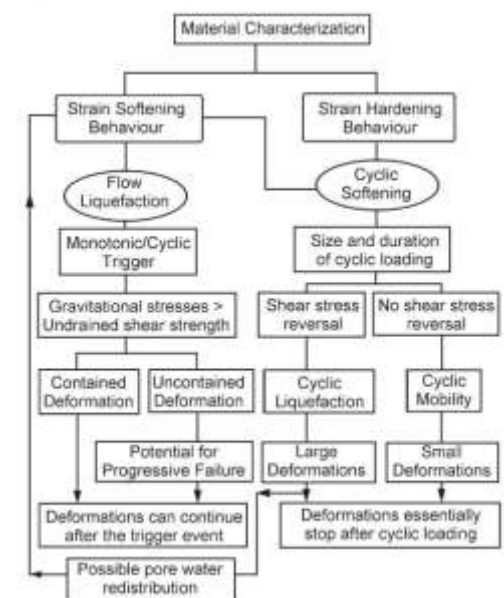 Material Characterization
Strain Softening
Behaviour
Strain Hardening
Behaviour
Flow
Liquefaction
Cyclic
Softening
Monotonic/Cyclic
Trigger
Size and duration
of cyclic loading
Gravitational stresses >
Undrained shear strength
Shear stress
reversal
No shear stress
reversal
Contained
Deformation
Uncontained
Deformation
Cyclic
Liquefaction
Cyclic
Mobility
Potential for
Progressive Failure
Large
Deformations
Small
Deformations
Deformations can continue
after the trigger event
Deformations essentially
stop after cyclic loading
Possible pore water
redistribution